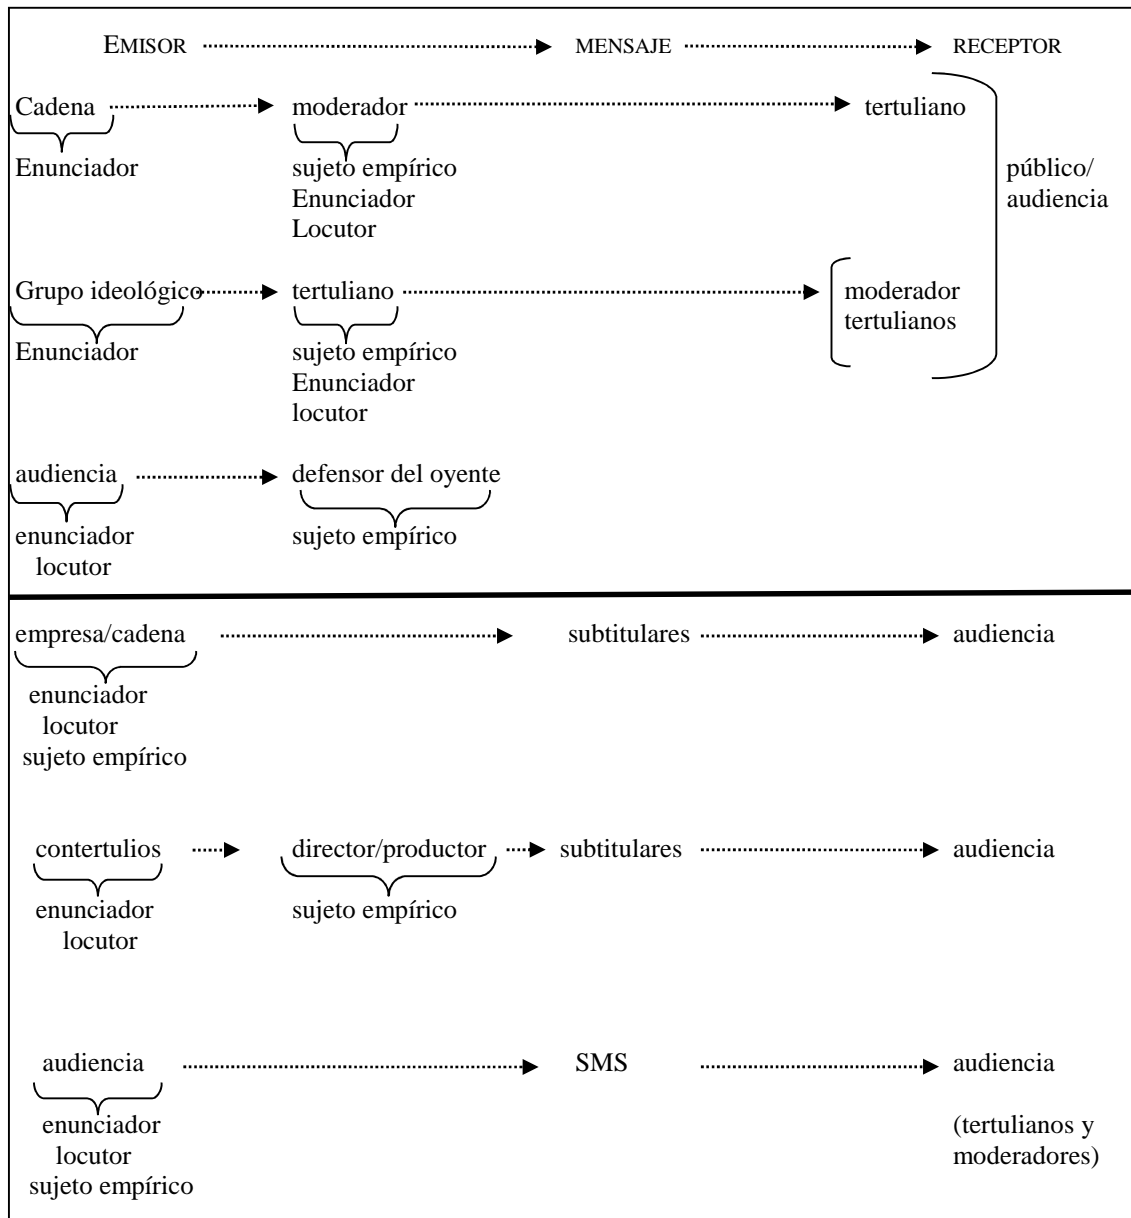 EMISOR MENSAJE RECEPTOR
Cadena moderador tertuliano
Enunciador sujeto empírico público/
Enunciador audiencia
Locutor
Grupo ideológico tertuliano moderador
tertulianos
Enunciador sujeto empírico
Enunciador
locutor
audiencia defensor del oyente
enunciador sujeto empírico
locutor
empresa/cadena subtitulares audiencia
enunciador
locutor
sujeto empírico
contertulios director/productor subtitulares audiencia
enunciador sujeto empírico
locutor
audiencia SMS audiencia
enunciador (tertulianos y
locutor moderadores)
sujeto empírico